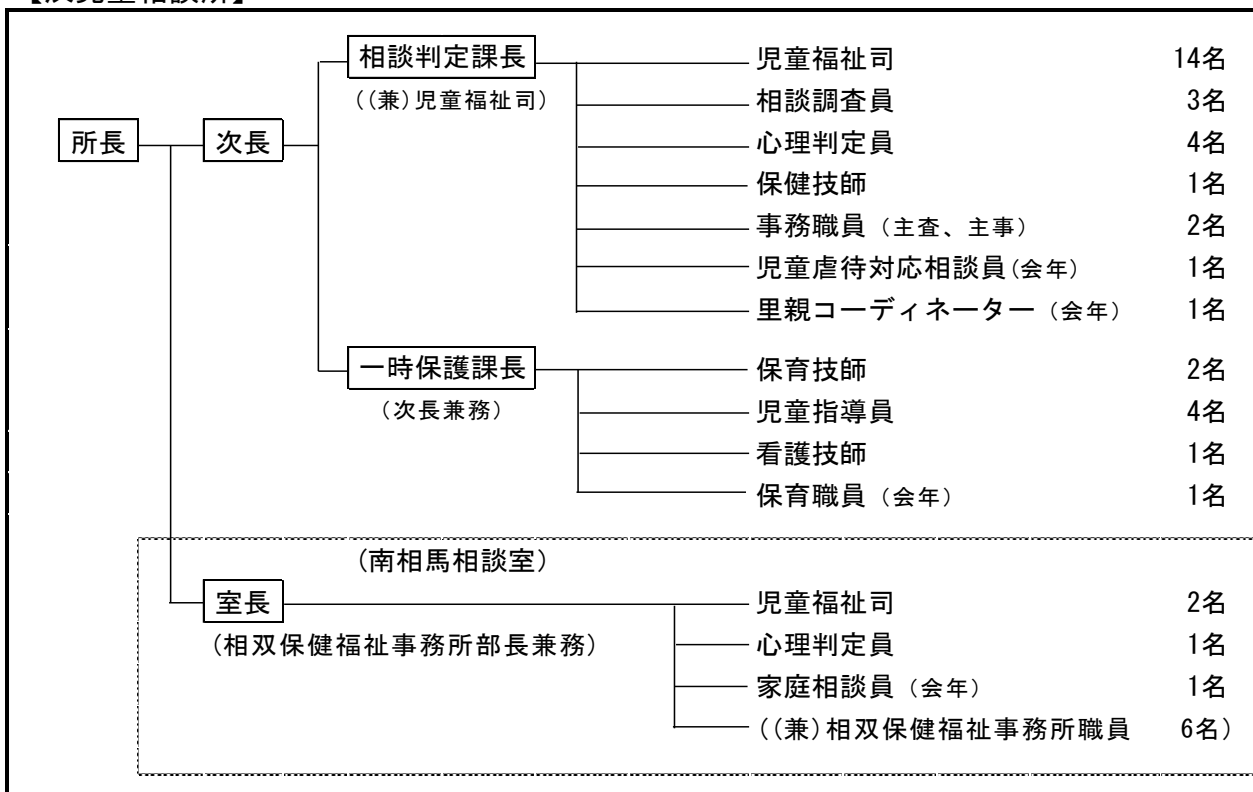 相談判定課長 児童福祉司 14名
((兼)児童福祉司) 相談調査員 3名
所長 次長 心理判定員 4名
保健技師 1名
事務職員（主査、主事） 2名
児童虐待対応相談員(会年) 1名
里親コーディネーター（会年） 1名
一時保護課長 保育技師 2名
（次長兼務） 児童指導員 4名
看護技師 1名
保育職員（会年） 1名
(南相馬相談室)
室長 児童福祉司 2名
(相双保健福祉事務所部長兼務) 心理判定員 1名
家庭相談員（会年） 1名
((兼)相双保健福祉事務所職員 6名)